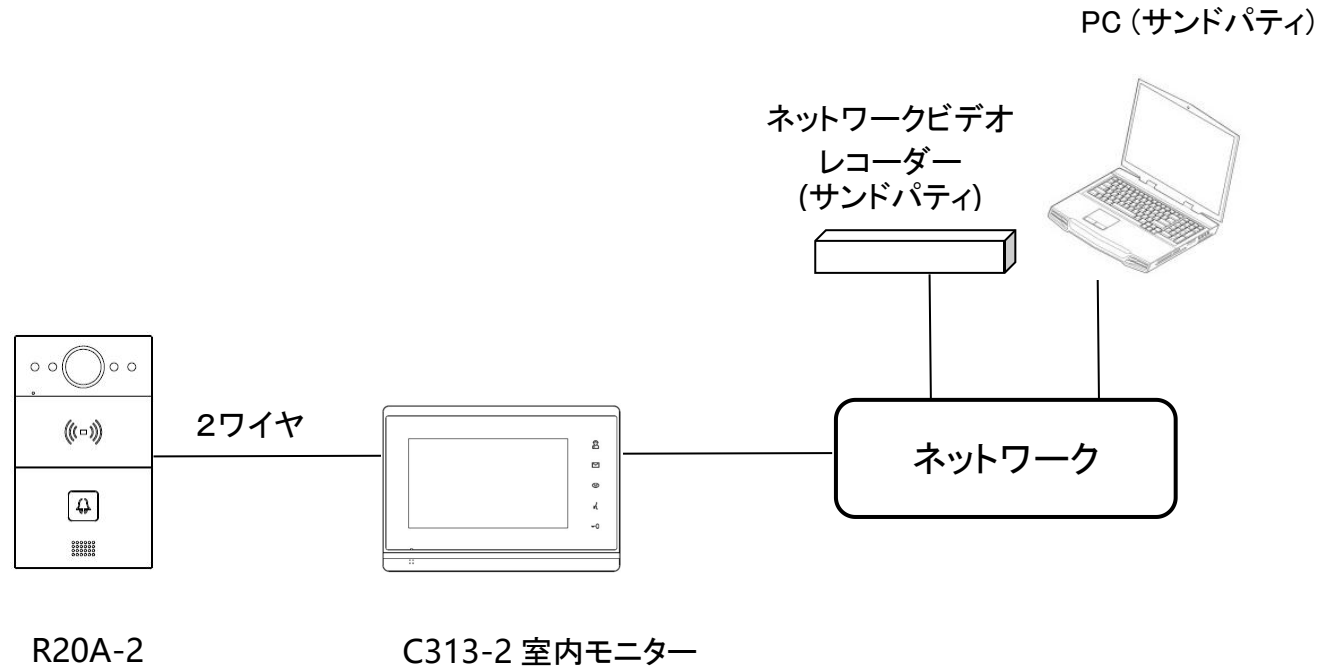 PC (サンドパティ)
ネットワークビデオ
レコーダー
(サンドパティ)
2ワイヤ
ネットワーク
R20A-2
C313-2 室内モニター